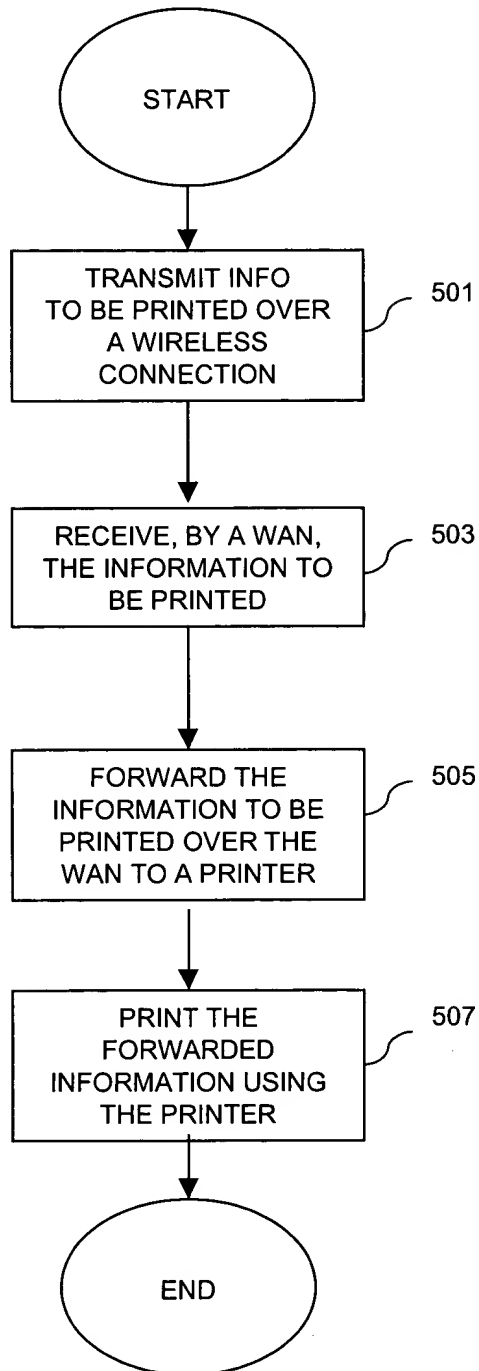 START
TRANSMIT INFO
TO BE PRINTED OVER
A WIRELESS
CONNECTION
501
RECEIVE, BY A WAN,
THE INFORMATION TO
BE PRINTED
503
FORWARD THE
INFORMATION TO BE
PRINTED OVER THE
WAN TO A PRINTER
505
PRINT THE
FORWARDED
INFORMATION USING
THE PRINTER
507
END